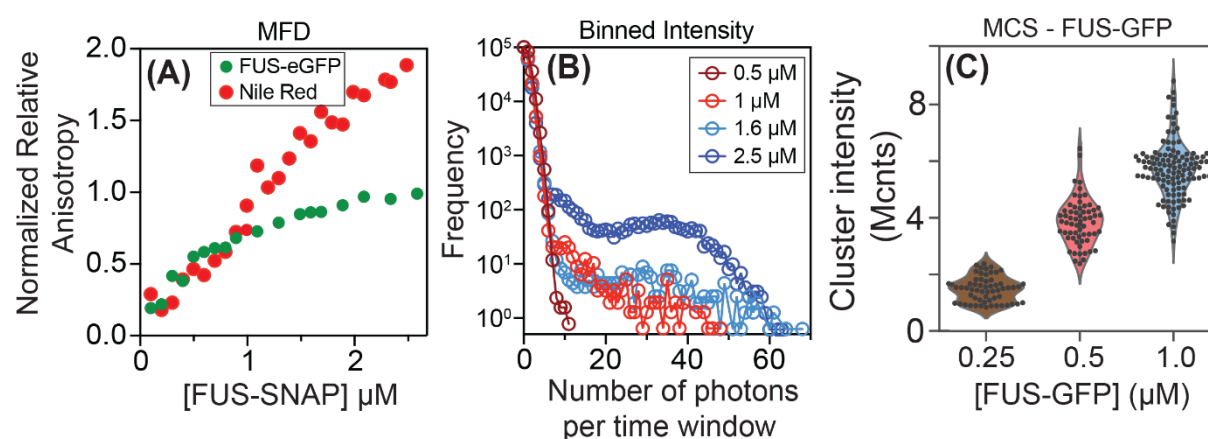 MFD
(A)
FUS-eGFP
Nile Red
Normalized Relative
Anisotropy
2.0
1.5
1.0
0.5
0.0
0
1
2
[FUS-SNAP] µM
Binned Intensity
(B)
0.5 µM
1 µM
1.6 µM
2.5 µM
Frequency
10⁵
10⁴
10³
10²
10¹
10⁰
0
20
40
60
Number of photons
per time window
MCS - FUS-GFP
(C)
Cluster intensity
(Mcnts)
8
4
0
0.25
0.5
1.0
[FUS-GFP] (µM)